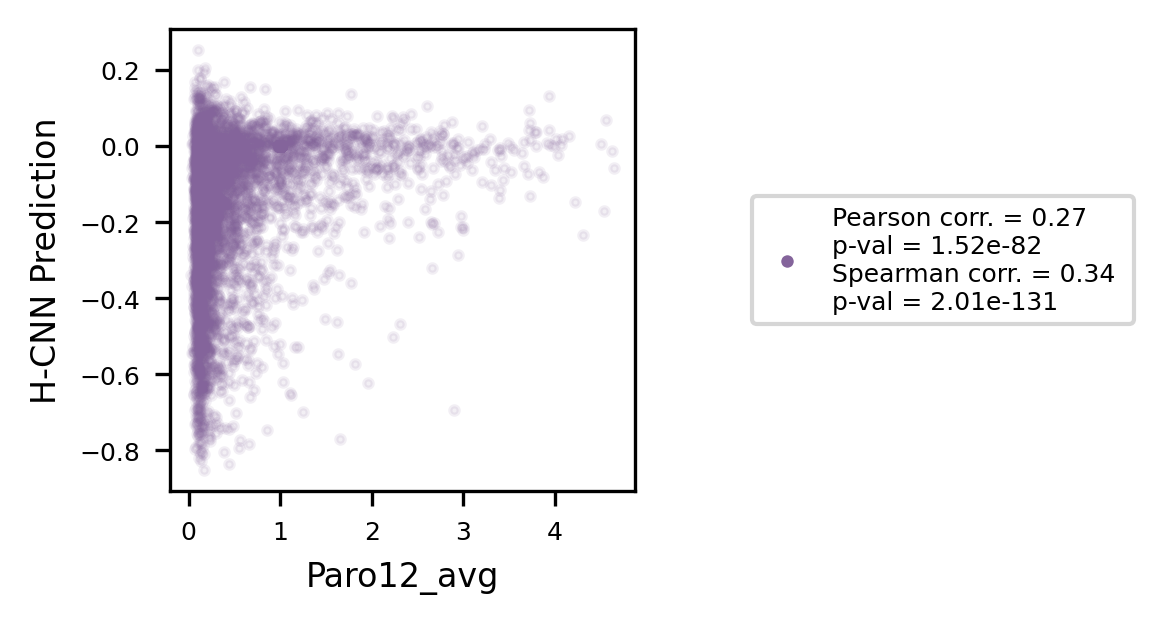 H-CNN Prediction
0.2
0.0
−0.2
−0.4
−0.6
−0.8
0
1
2
3
4
Paro12_avg
Pearson corr. = 0.27
p-val = 1.52e-82
Spearman corr. = 0.34
p-val = 2.01e-131